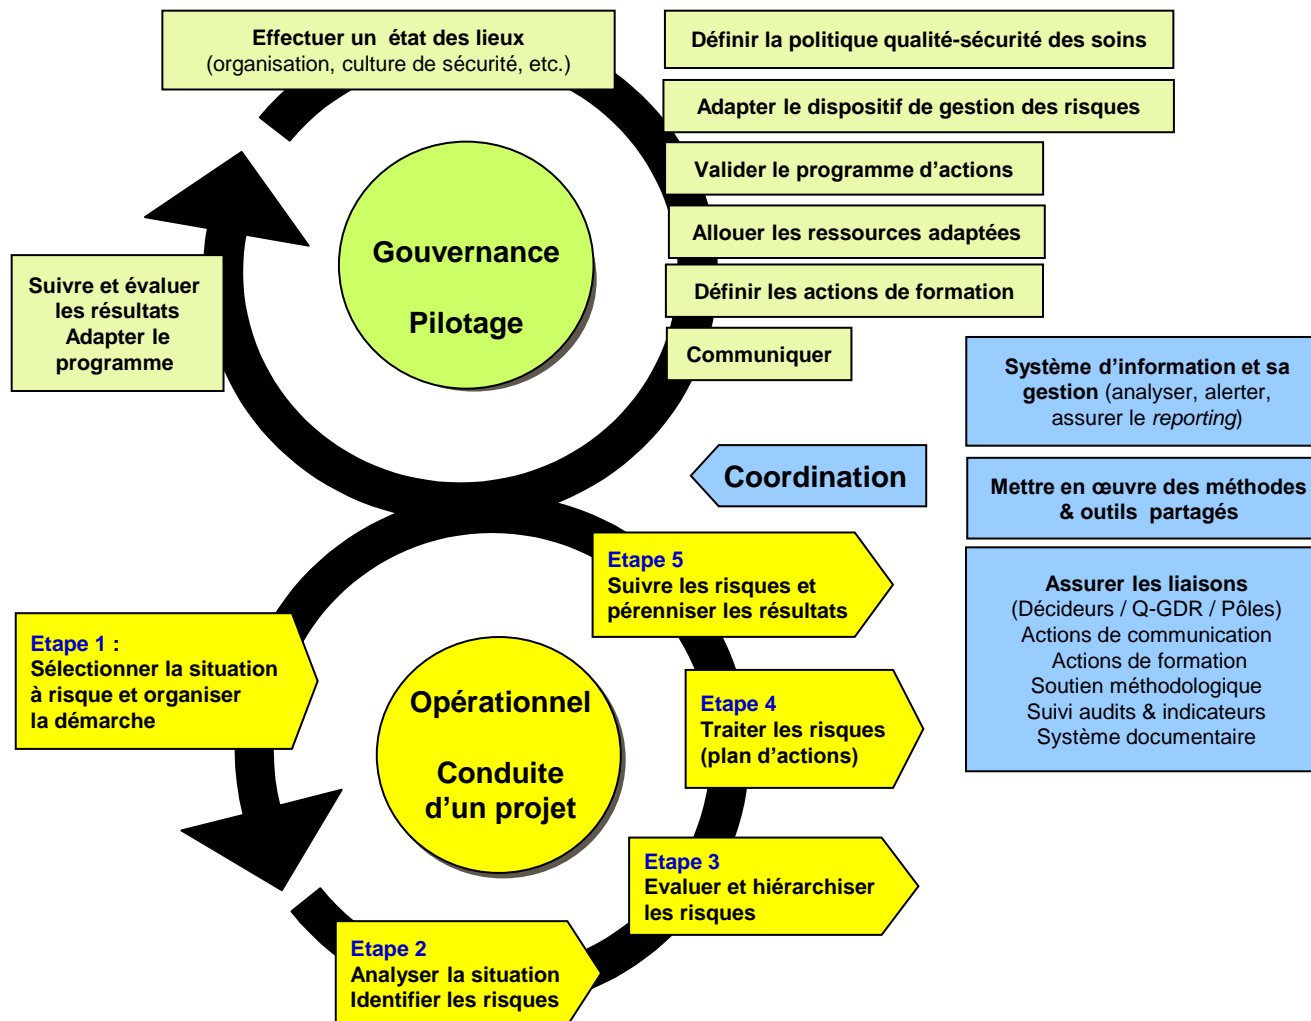 Effectuer un état des lieux
(organisation, culture de sécurité, etc.)
Définir la politique qualité-sécurité des soins
Adapter le dispositif de gestion des risques
Valider le programme d’actions
Allouer les ressources adaptées
Définir les actions de formation
Communiquer
Gouvernance
Pilotage
Suivre et évaluer
les résultats
Adapter le
programme
Système d’information et sa
gestion (analyser, alerter,
assurer le reporting)
Coordination
Mettre en œuvre des méthodes
& outils partagés
Assurer les liaisons
(Décideurs / Q-GDR / Pôles)
Actions de communication
Actions de formation
Soutien méthodologique
Suivi audits & indicateurs
Système documentaire
Etape 1 :
Sélectionner la situation
à risque et organiser
la démarche
Opérationnel
Conduite
d’un projet
Etape 5
Suivre les risques et
pérenniser les résultats
Etape 4
Traiter les risques
(plan d’actions)
Etape 3
Evaluer et hiérarchiser
les risques
Etape 2
Analyser la situation
Identifier les risques